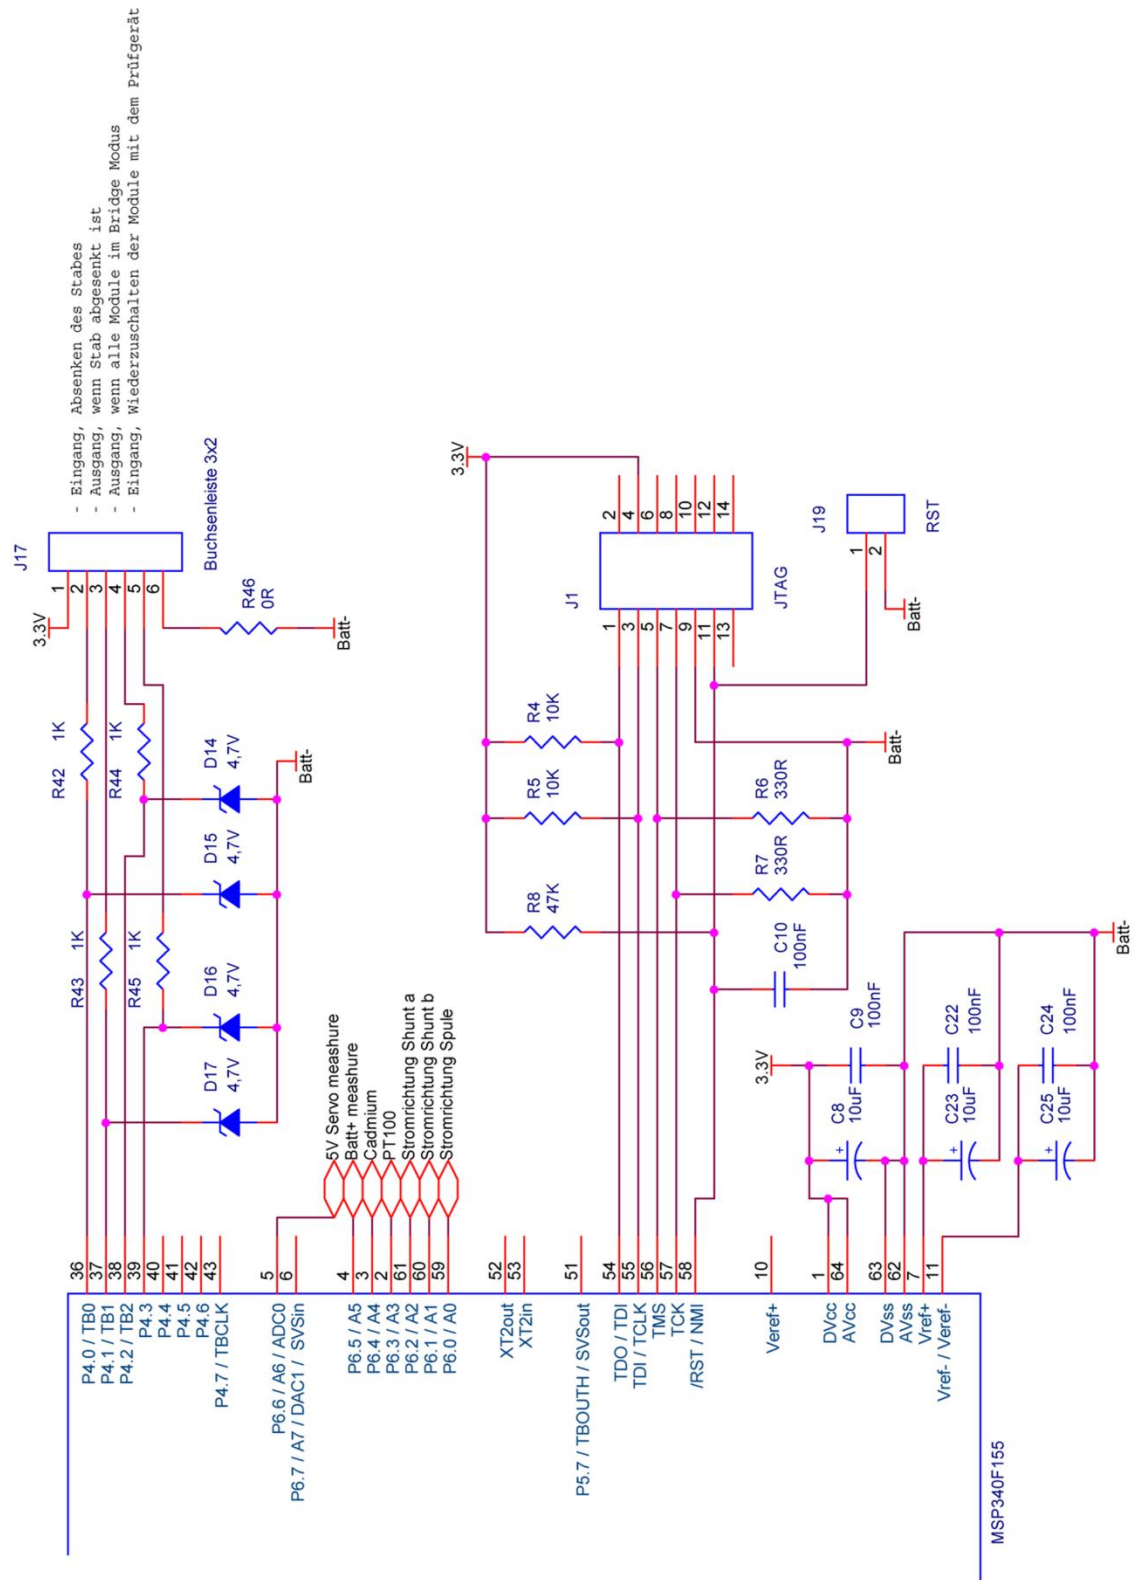 J17
- Eingang, Absenken des Stabes
- Ausgang, wenn Stab abgesenkt ist
- Ausgang, wenn alle Module im Bridge Modus
- Eingang, Wiederzuschalten der Module mit dem Prüfgerät
Buchsenleiste 3x2
1
2
3
4
5
6
3.3V
R46
0R
Batt-
R42
1K
R44
1K
R43
1K
R45
1K
D14
4,7V
D15
4,7V
D16
4,7V
D17
4,7V
Batt-
36
37
38
39
40
41
42
43
P4.0 / TB0
P4.1 / TB1
P4.2 / TB2
P4.3
P4.4
P4.5
P4.6
P4.7 / TBCLK
5V Servo meashure
Batt+ meashure
Cadmium
PT100
Stromrichtung Shunt a
Stromrichtung Shunt b
Stromrichtung Spule
5
6
4
3
2
61
60
59
P6.6 / A6 / ADC0
P6.7 / A7 / DAC1 / SVSin
P6.5 / A5
P6.4 / A4
P6.3 / A3
P6.2 / A2
P6.1 / A1
P6.0 / A0
52
53
XT2out
XT2in
51
P5.7 / TBOUTH / SVSout
3.3V
J1
JTAG
1
3
5
7
9
11
13
2
4
6
8
10
12
14
J19
1
2
RST
Batt-
R4
10K
R5
10K
R8
47K
R6
330R
R7
330R
C10
100nF
Batt-
54
55
56
57
58
TDO / TDI
TDI / TCLK
TMS
TCK
/RST / NMI
10
Veref+
3.3V
C9
100nF
C8
10uF
+
C22
100nF
C23
10uF
+
C24
100nF
C25
10uF
+
Batt-
1
64
63
62
7
11
DVcc
AVcc
DVss
AVss
Vref+
Vref- / Veref-
MSP340F155